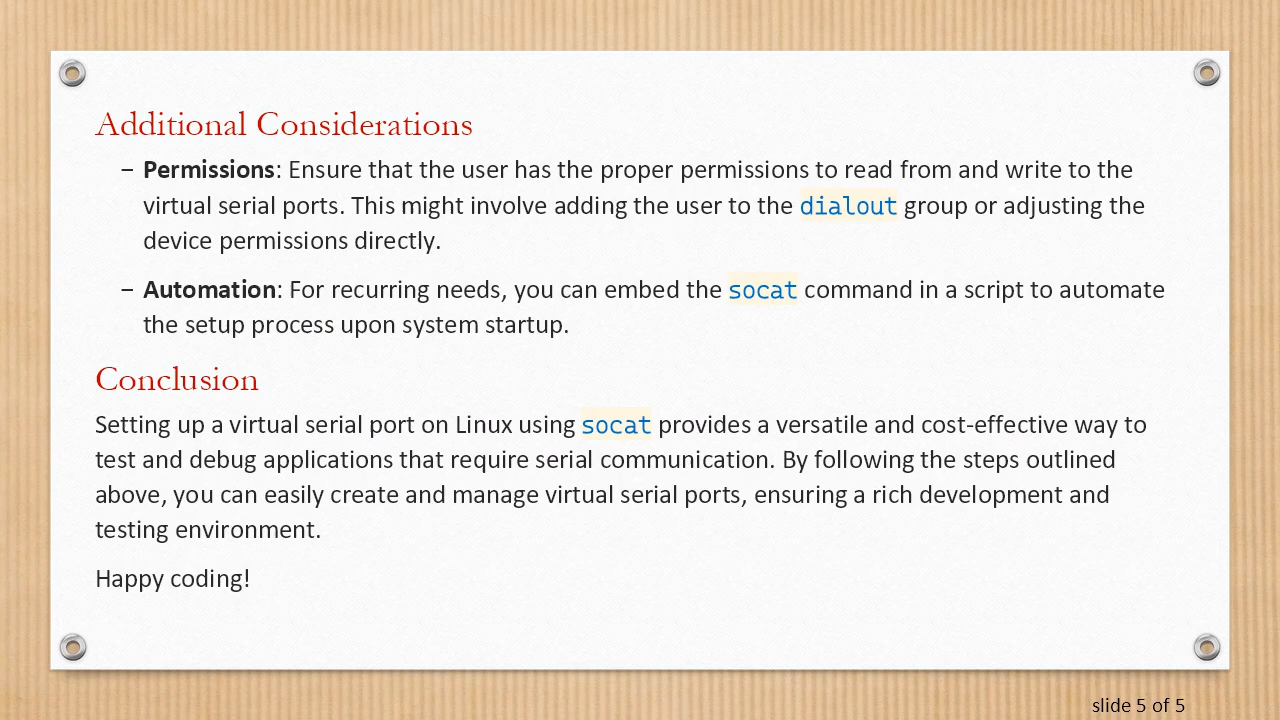 Additional Considerations
– Permissions: Ensure that the user has the proper permissions to read from and write to the
virtual serial ports. This might involve adding the user to the dialout group or adjusting the
device permissions directly.
– Automation: For recurring needs, you can embed the socat command in a script to automate
the setup process upon system startup.
Conclusion
Setting up a virtual serial port on Linux using socat provides a versatile and cost-effective way to
test and debug applications that require serial communication. By following the steps outlined
above, you can easily create and manage virtual serial ports, ensuring a rich development and
testing environment.
Happy coding!
slide 5 of 5